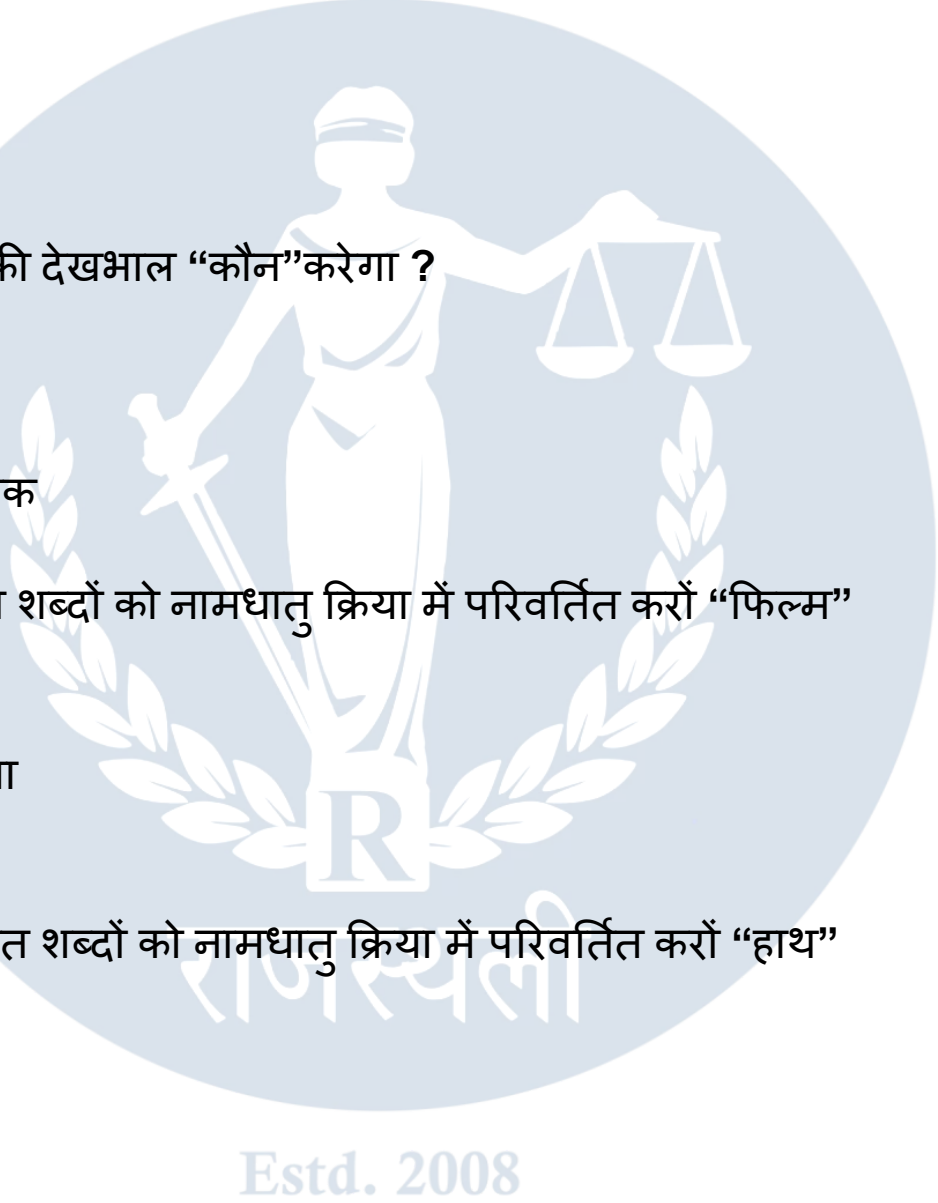 की देखभाल “कौन”करेगा ?
क
शब्दों को नामधातु क्रिया में परिवर्तित करों “फिल्म”
त शब्दों को नामधातु क्रिया में परिवर्तित करों “हाथ”
R
राजस्थली
Estd. 2008